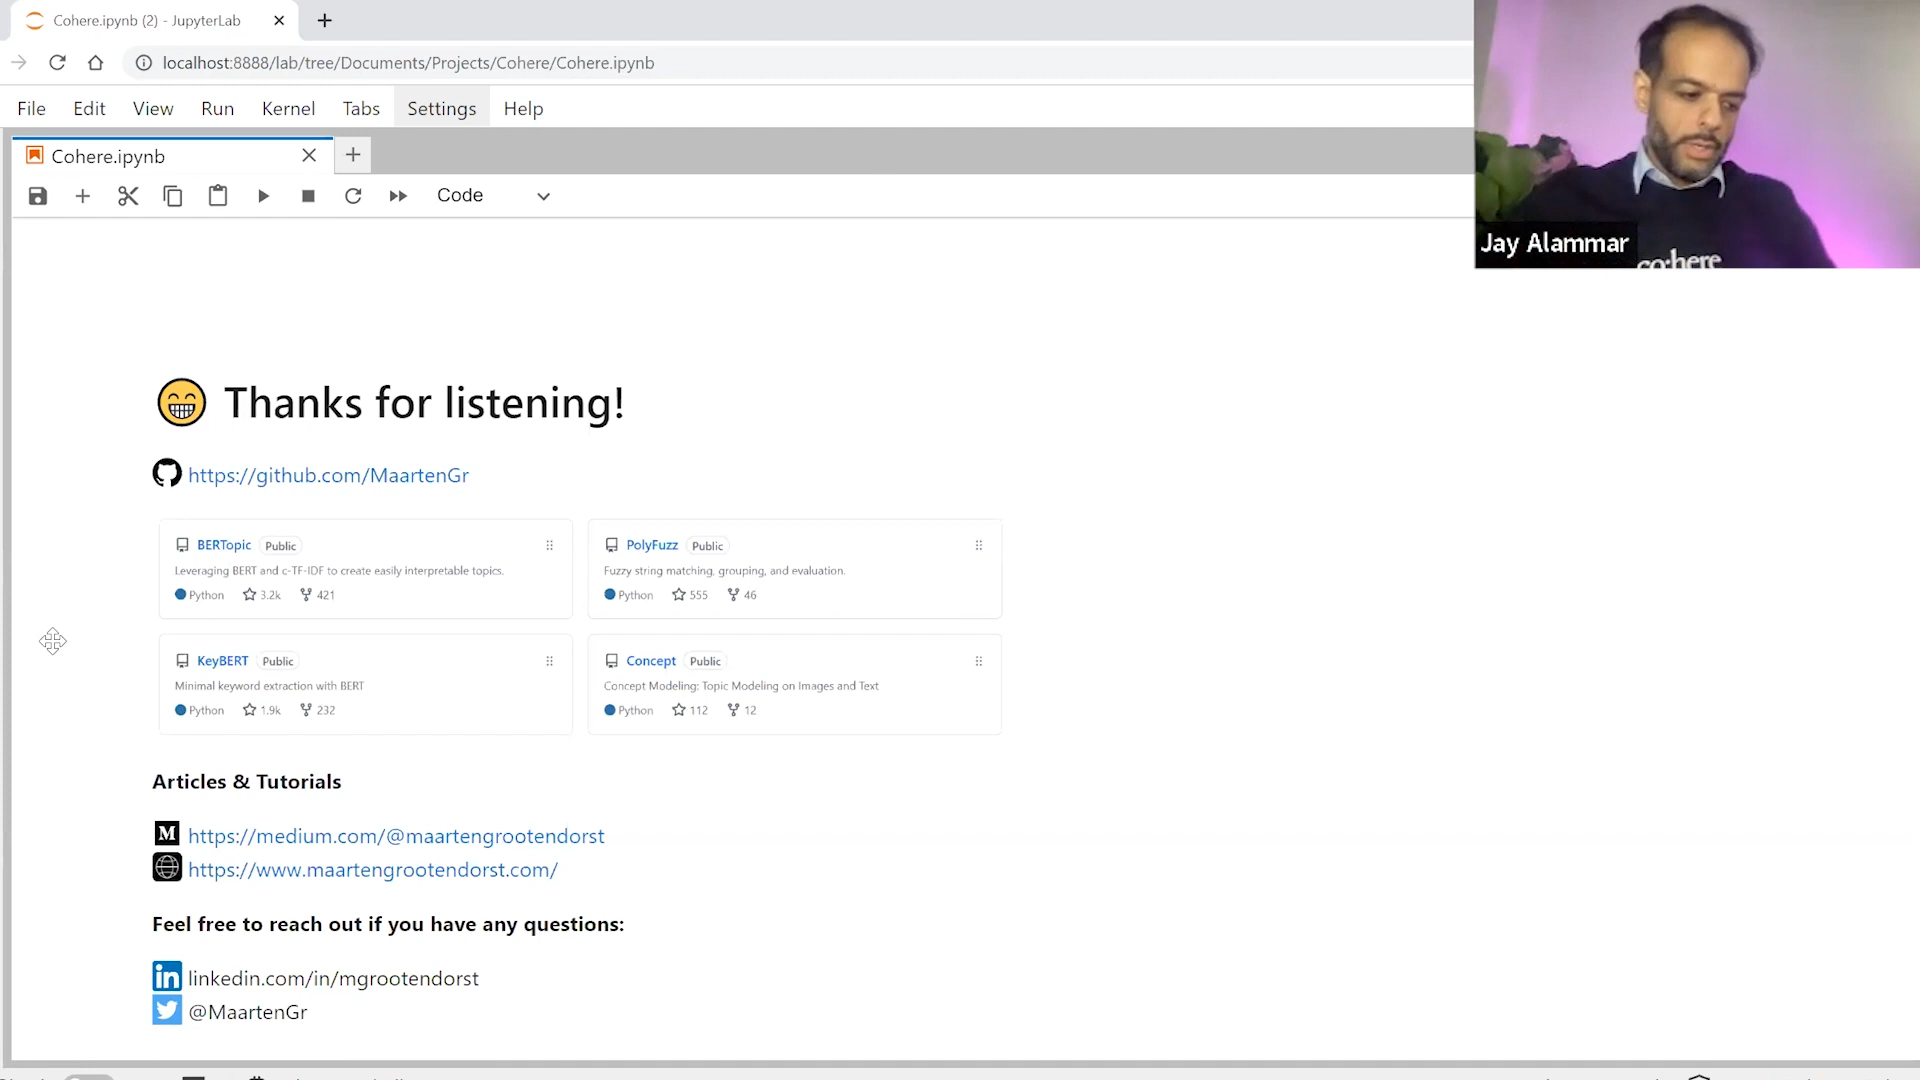 Cohere.ipynb (2) - JupyterLab
localhost:8888/lab/tree/Documents/Projects/Cohere/Cohere.ipynb
File Edit View Run Kernel Tabs Settings Help
Cohere.ipynb
Code
Jay Alammar
co:here
Thanks for listening!
https://github.com/MaartenGr
BERTopic Public
Leveraging BERT and c-TF-IDF to create easily interpretable topics.
Python 3.2k 421
PolyFuzz Public
Fuzzy string matching, grouping, and evaluation.
Python 555 46
KeyBERT Public
Minimal keyword extraction with BERT
Python 1.9k 232
Concept Public
Concept Modeling: Topic Modeling on Images and Text
Python 112 12
Articles & Tutorials
M
https://medium.com/@maartengrootendorst
https://www.maartengrootendorst.com/
Feel free to reach out if you have any questions:
in
linkedin.com/in/mgrootendorst
@MaartenGr